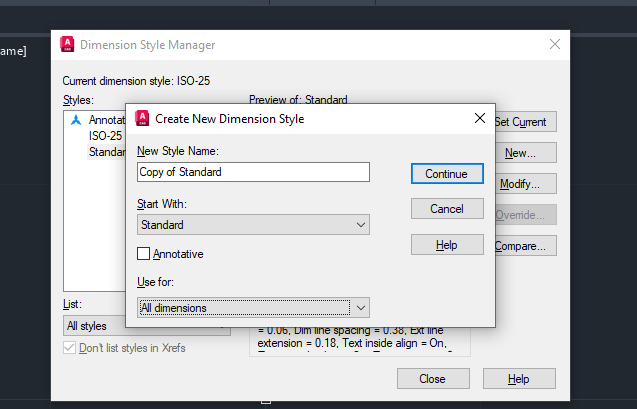 Dimension Style Manager
ame]
Current dimension style: ISO-25
Styles:
Preview of: Standard
Create New Dimension Style
Annotat
ISO-25
Standar
New Style Name:
Copy of Standard
Start With:
Standard
Annotative
Use for:
All dimensions
Continue
Cancel
Help
Set Current
New...
Modify...
Override...
Compare...
List:
All styles
Don't list styles in Xrefs
= 0.06, Dim line spacing = 0.38, Ext line
extension = 0.18, Text inside align = On,
Close
Help